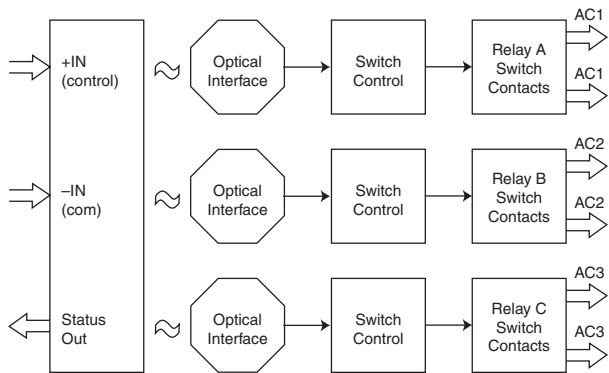 AC1
+IN
(control)
Optical
Interface
Switch
Control
Relay A
Switch
Contacts
AC1
AC2
–IN
(com)
Optical
Interface
Switch
Control
Relay B
Switch
Contacts
AC2
AC3
Status
Out
Optical
Interface
Switch
Control
Relay C
Switch
Contacts
AC3